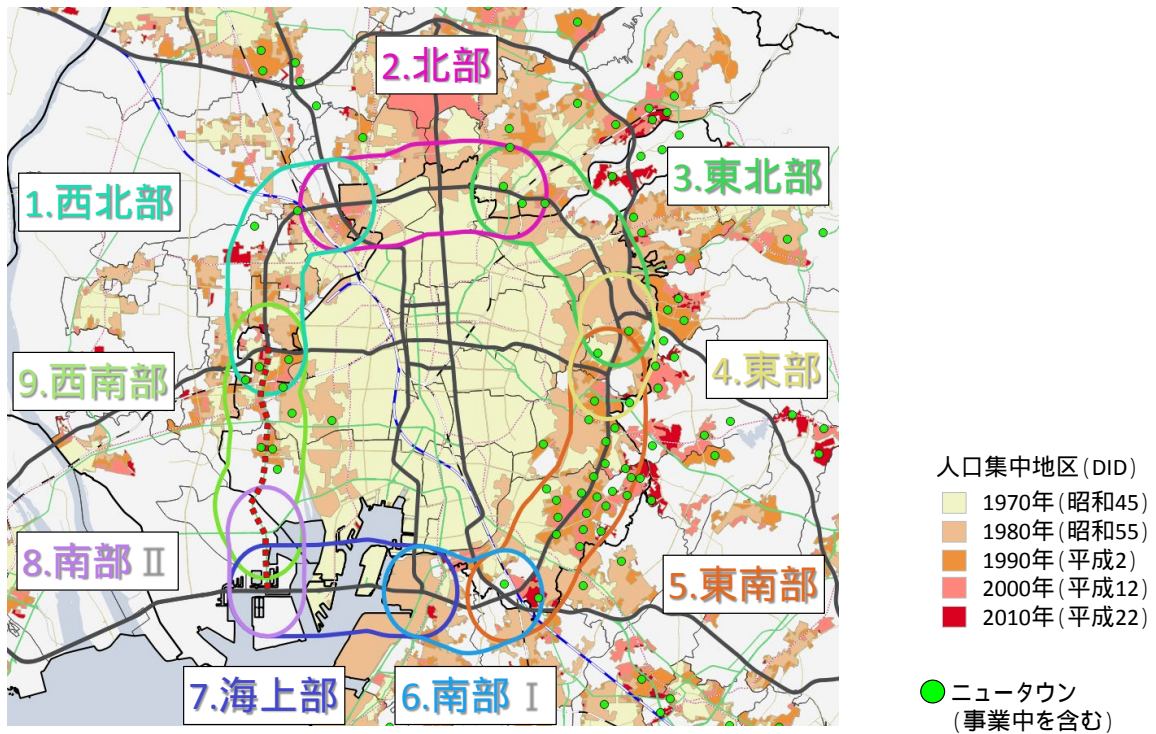 2.北部
3.東北部
1.西北部
9.西南部
4.東部
8.南部 Ⅱ
5.東南部
7.海上部
6.南部 Ⅰ
人口集中地区(DID)
1970年(昭和45)
1980年(昭和55)
1990年(平成2)
2000年(平成12)
2010年(平成22)
ニュータウン
(事業中を含む)